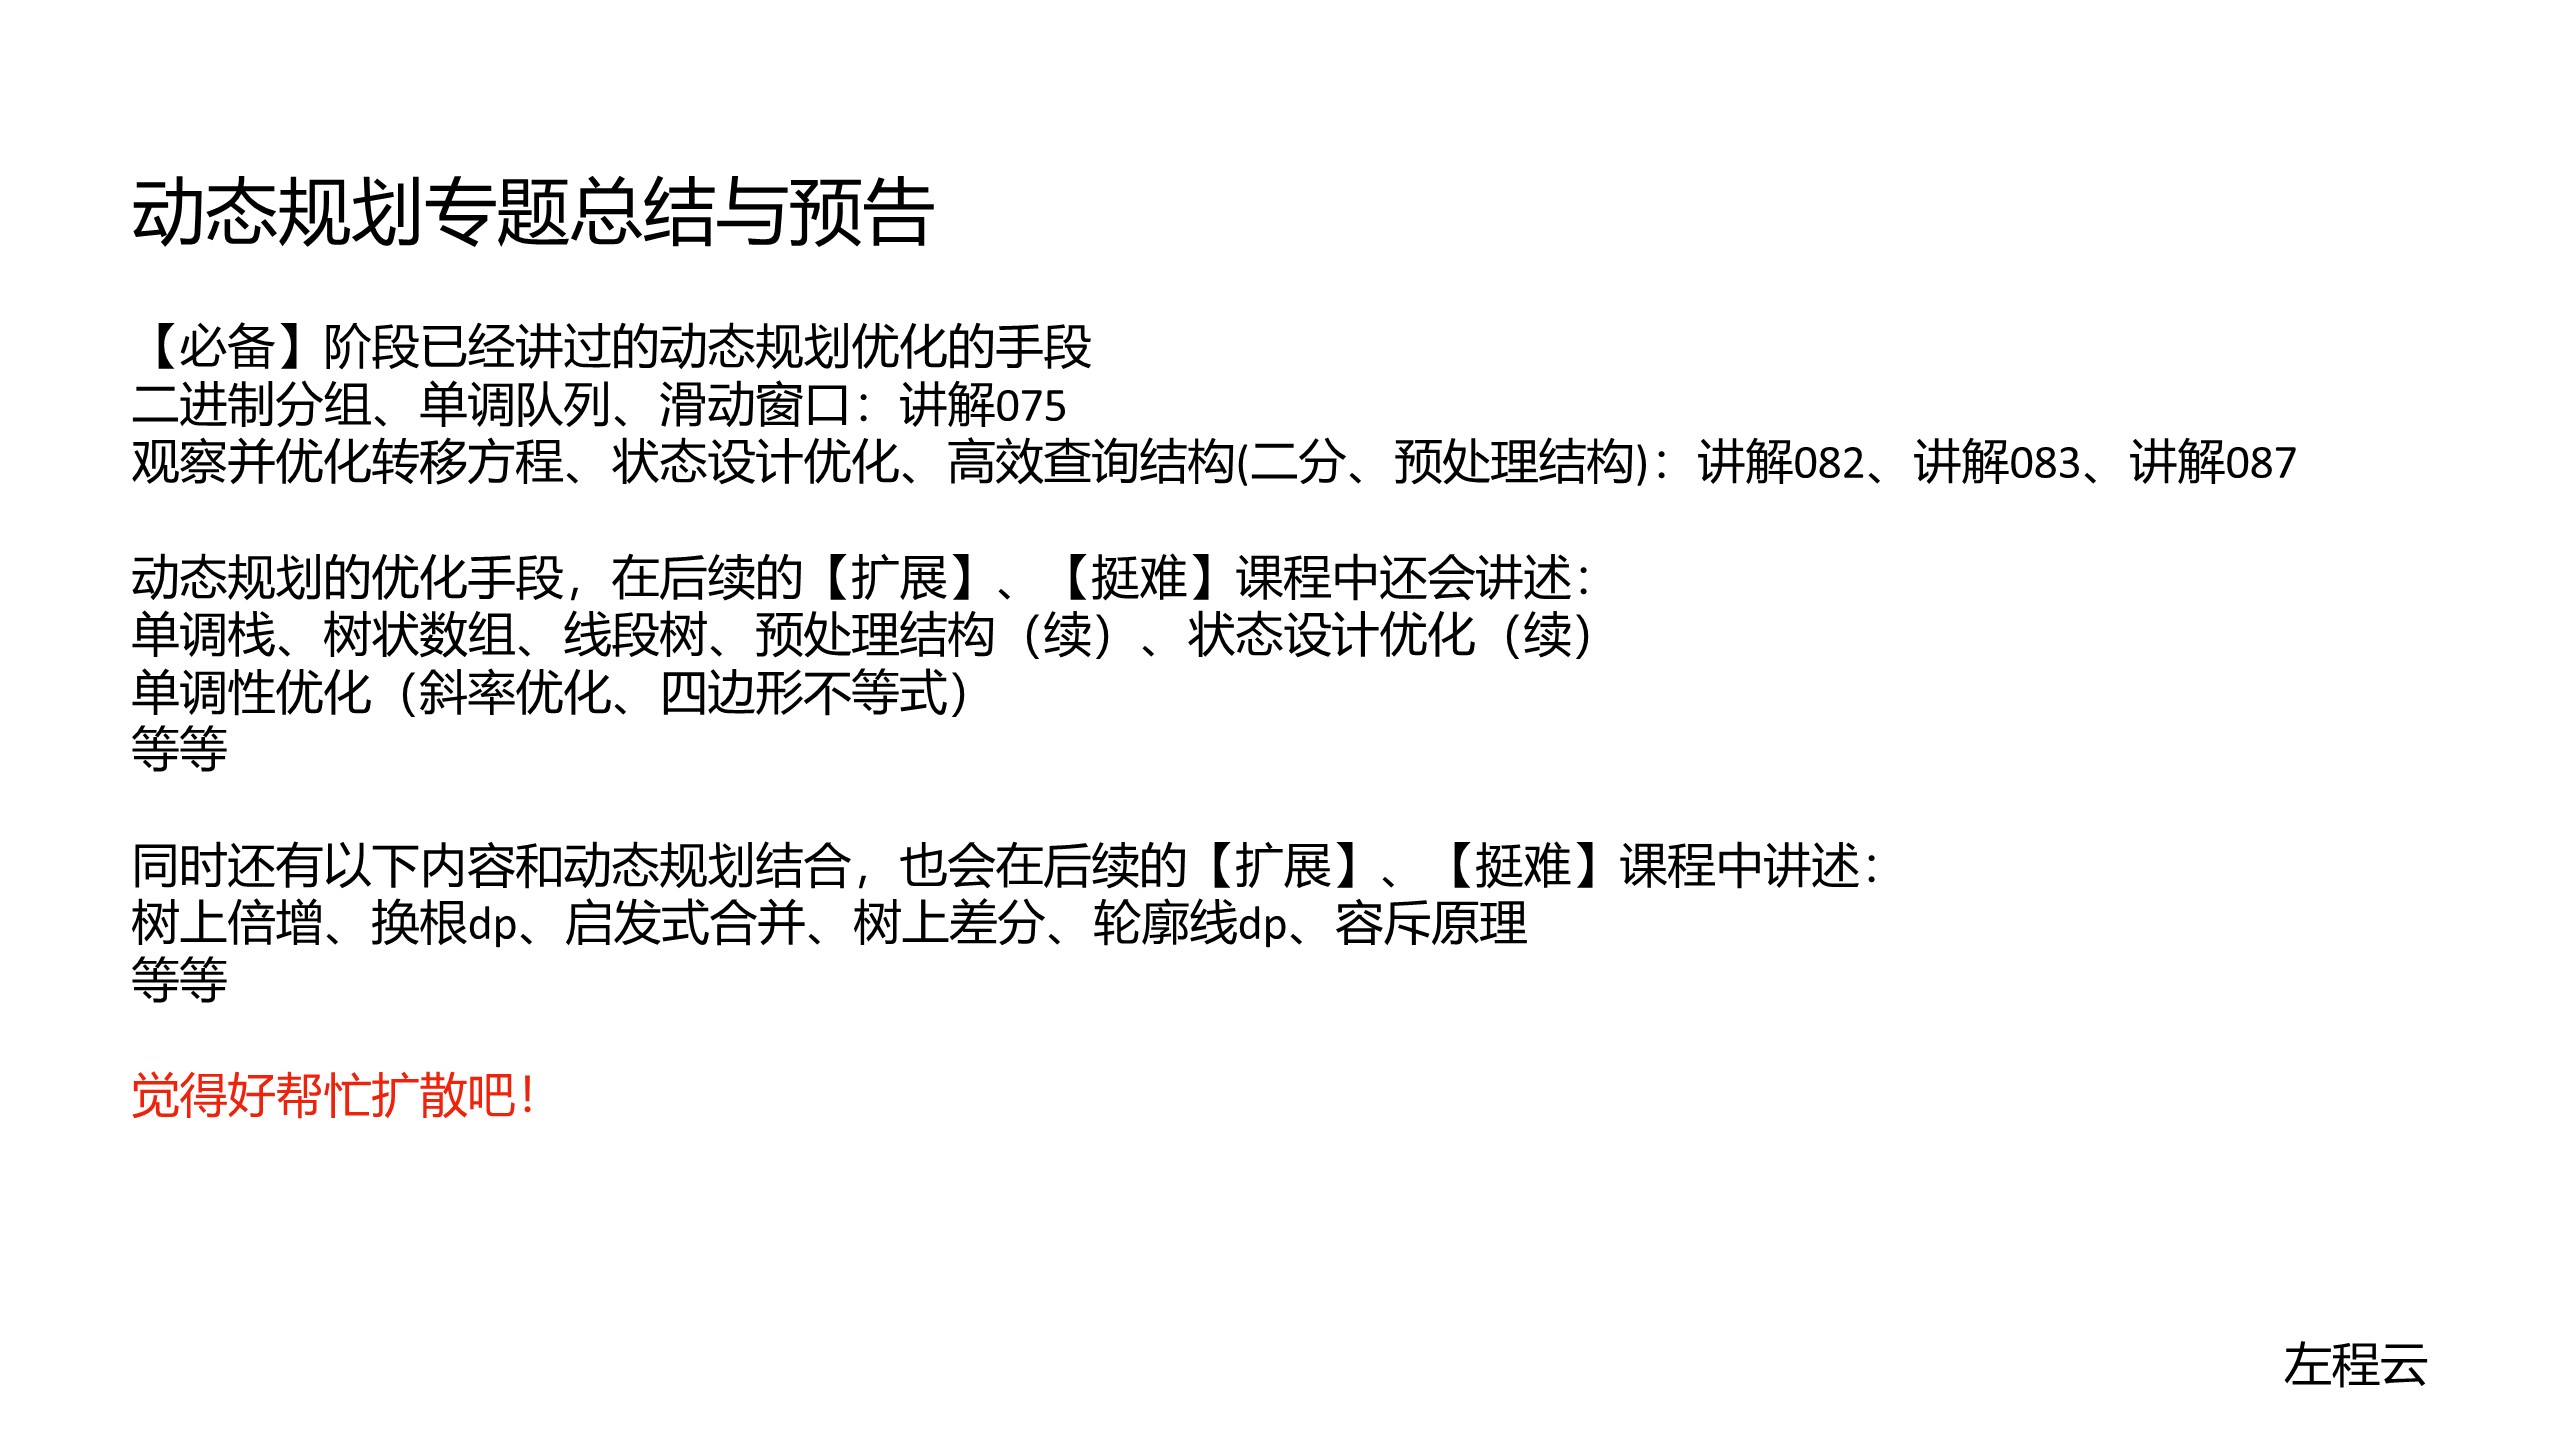 动态规划专题总结与预告
【必备】阶段已经讲过的动态规划优化的手段
二进制分组、单调队列、滑动窗口：讲解075
观察并优化转移方程、状态设计优化、高效查询结构(二分、预处理结构)：讲解082、讲解083、讲解087
动态规划的优化手段，在后续的【扩展】、【挺难】课程中还会讲述：
单调栈、树状数组、线段树、预处理结构（续）、状态设计优化（续）
单调性优化（斜率优化、四边形不等式）
等等
同时还有以下内容和动态规划结合，也会在后续的【扩展】、【挺难】课程中讲述：
树上倍增、换根dp、启发式合并、树上差分、轮廓线dp、容斥原理
等等
觉得好帮忙扩散吧！
左程云